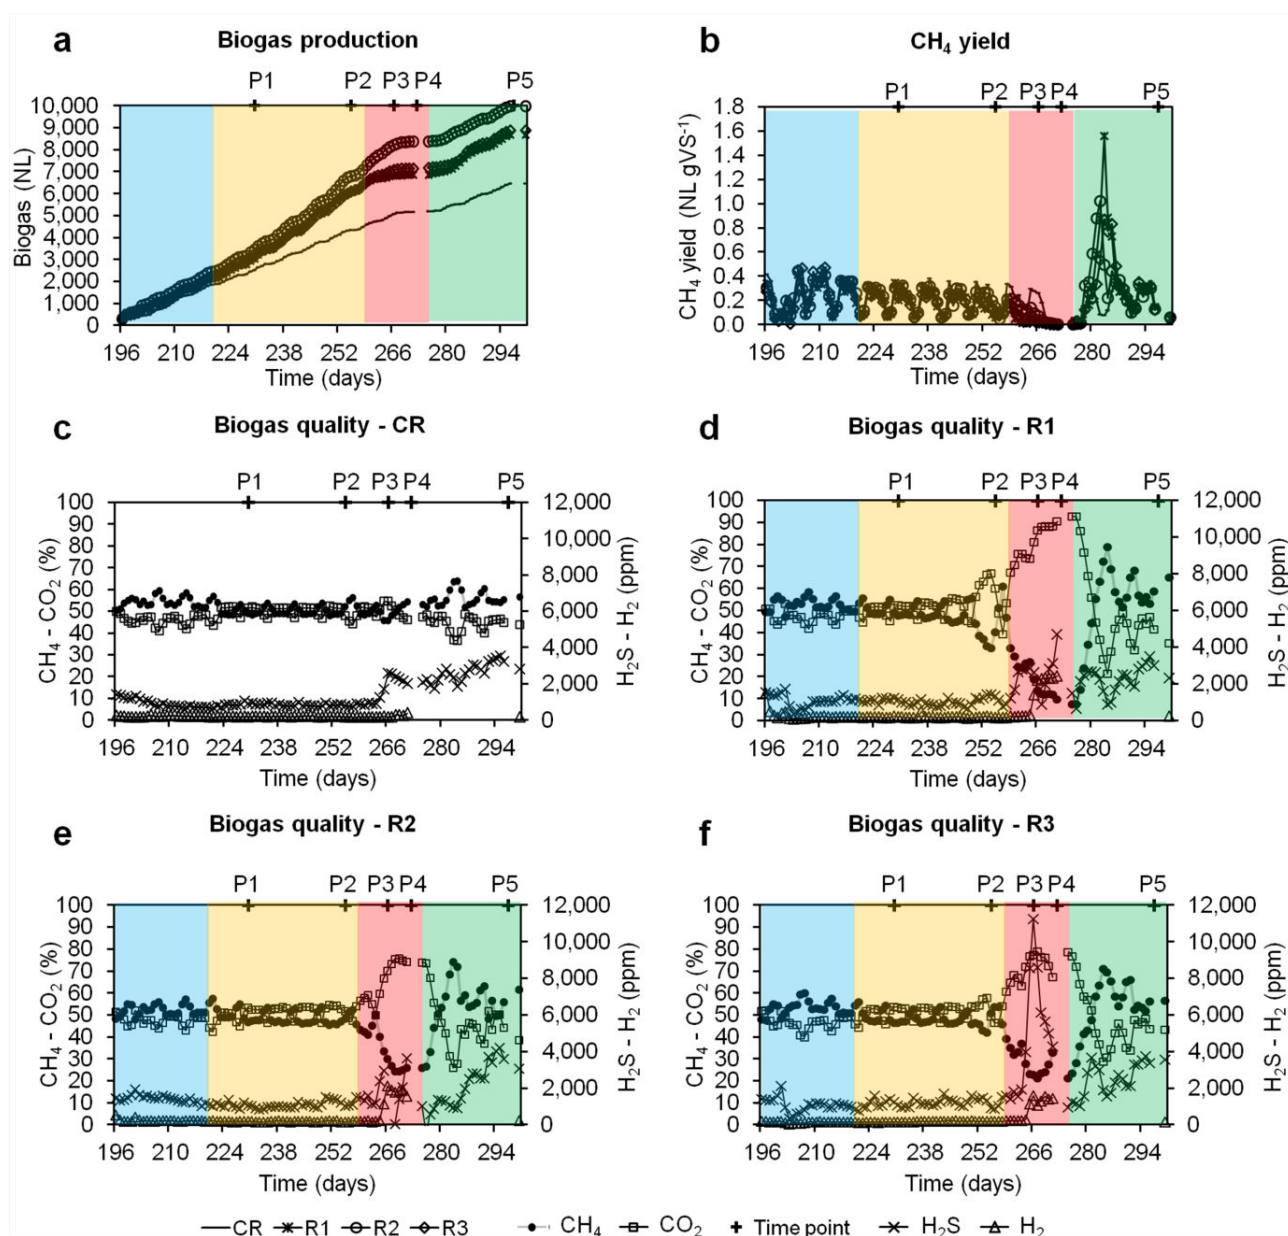 a
Biogas production
P1 P2 P3 P4 P5
10,000
9,000
8,000
7,000
6,000
5,000
4,000
3,000
2,000
1,000
0
Biogas (NL)
196 210 224 238 252 266 280 294
Time (days)
b
CH₄ yield
P1 P2 P3 P4 P5
1.8
1.6
1.4
1.2
1.0
0.8
0.6
0.4
0.2
0.0
CH₄ yield (NL gVS⁻¹)
196 210 224 238 252 266 280 294
Time (days)
c
Biogas quality - CR
P1 P2 P3 P4 P5
100 12,000
90
80 10,000
70 8,000
60
50 6,000
40
30 4,000
20 2,000
10
0 0
CH₄ - CO₂ (%)
H₂S - H₂ (ppm)
196 210 224 238 252 266 280 294
Time (days)
d
Biogas quality - R1
P1 P2 P3 P4 P5
100 12,000
90
80 10,000
70 8,000
60
50 6,000
40
30 4,000
20 2,000
10
0 0
CH₄ - CO₂ (%)
H₂S - H₂ (ppm)
196 210 224 238 252 266 280 294
Time (days)
e
Biogas quality - R2
P1 P2 P3 P4 P5
100 12,000
90
80 10,000
70 8,000
60
50 6,000
40
30 4,000
20 2,000
10
0 0
CH₄ - CO₂ (%)
H₂S - H₂ (ppm)
196 210 224 238 252 266 280 294
Time (days)
f
Biogas quality - R3
P1 P2 P3 P4 P5
100 12,000
90
80 10,000
70 8,000
60
50 6,000
40
30 4,000
20 2,000
10
0 0
CH₄ - CO₂ (%)
H₂S - H₂ (ppm)
196 210 224 238 252 266 280 294
Time (days)
CR R1 R2 R3 CH₄ CO₂ Time point H₂S H₂